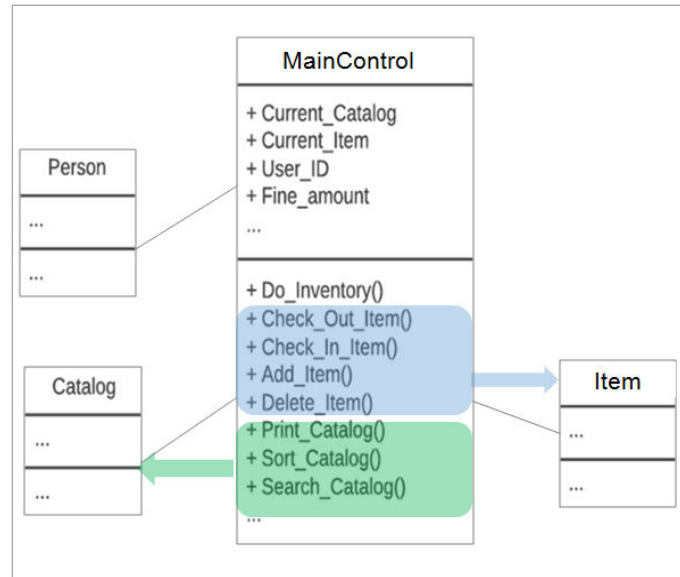 MainControl
+ Current_Catalog
+ Current_Item
+ User_ID
+ Fine_amount
...
+ Do_Inventory()
+ Check_Out_Item()
+ Check_In_Item()
+ Add_Item()
+ Delete_Item()
+ Print_Catalog()
+ Sort_Catalog()
+ Search_Catalog()
...
Person
...
...
Catalog
...
...
Item
...
...